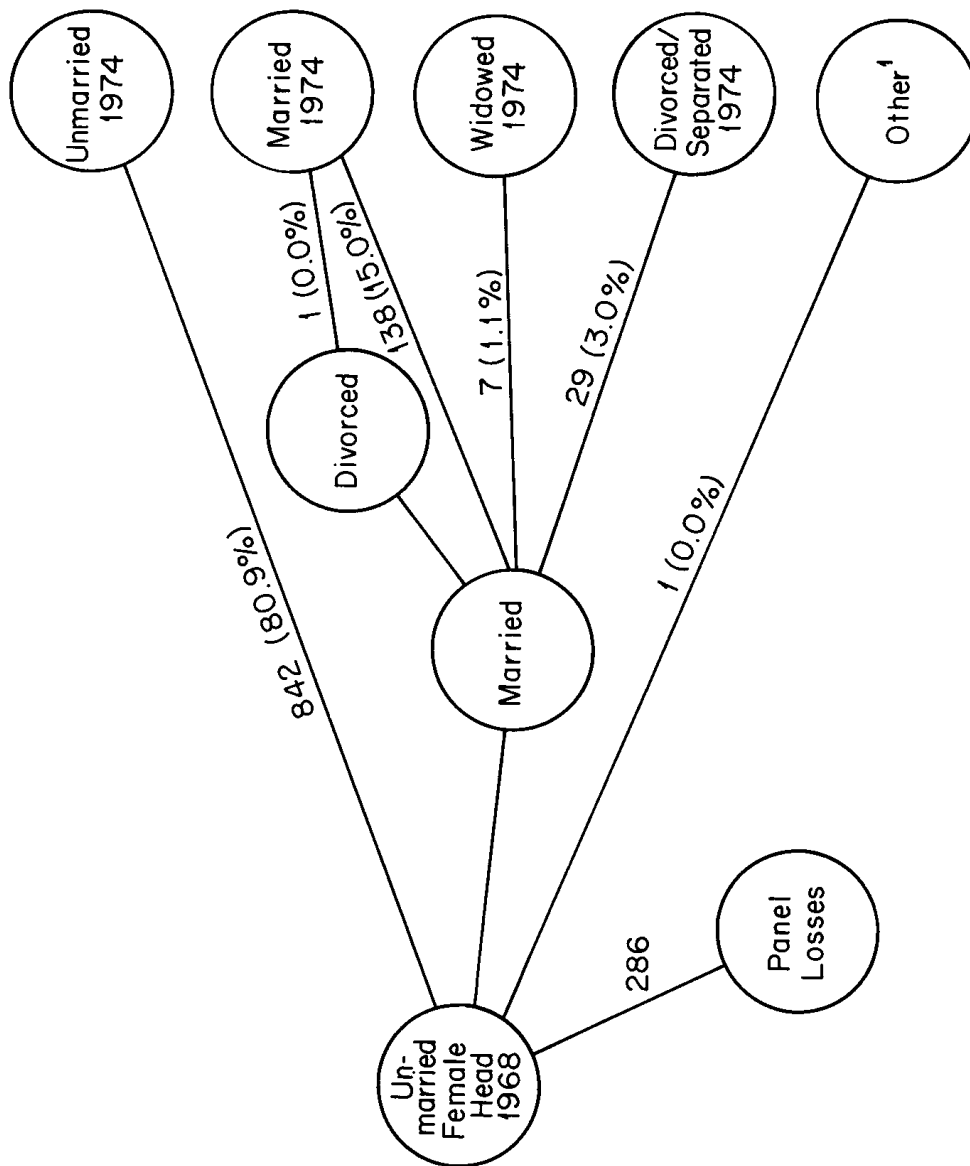 Un-
married
Female
Head
1968
286
Panel
Losses
842 (80.9%)
Married
Divorced
1 (0.0%)
138 (15.0%)
7 (1.1%)
29 (3.0%)
1 (0.0%)
Unmarried
1974
Married
1974
Widowed
1974
Divorced/
Separated
1974
Other¹